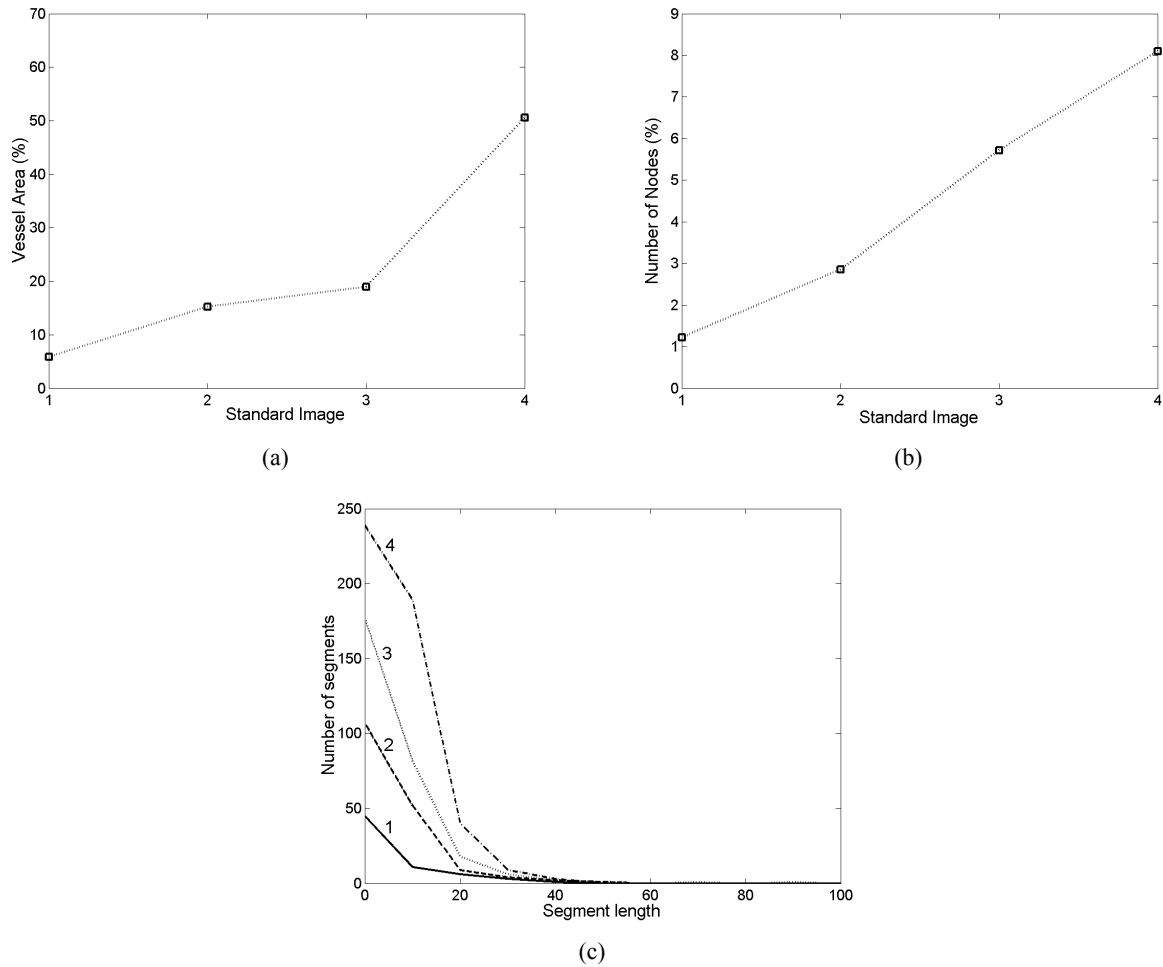 70
60
50
40
30
20
10
0
Vessel Area (%)
1 2 3 4
Standard Image
(a)
9
8
7
6
5
4
3
2
1
0
Number of Nodes (%)
1 2 3 4
Standard Image
(b)
250
200
150
100
50
0
Number of segments
4
3
2
1
0 20 40 60 80 100
Segment length
(c)